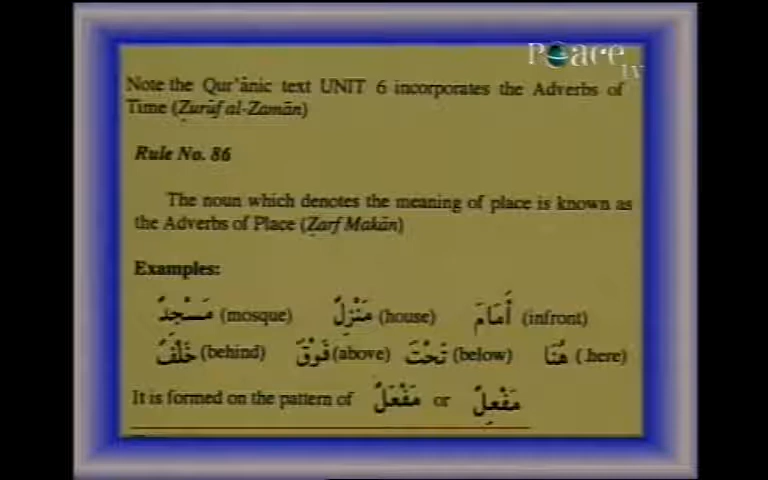 Peace TV
Note the Qur'ānic text UNIT 6 incorporates the Adverbs of
Time (Ẓurūf al-Zamān)
Rule No. 86
The noun which denotes the meaning of place is known as
the Adverbs of Place (Ẓarf Makān)
Examples:
مَسْجِدٌ (mosque) مَنْزِلٌ (house) أَمَامَ (infront)
خَلْفٌ (behind) فَوْقٌ (above) تَحْتَ (below) هُنَا (here)
It is formed on the pattern of مَفْعَلٌ or مَفْعِلٌ